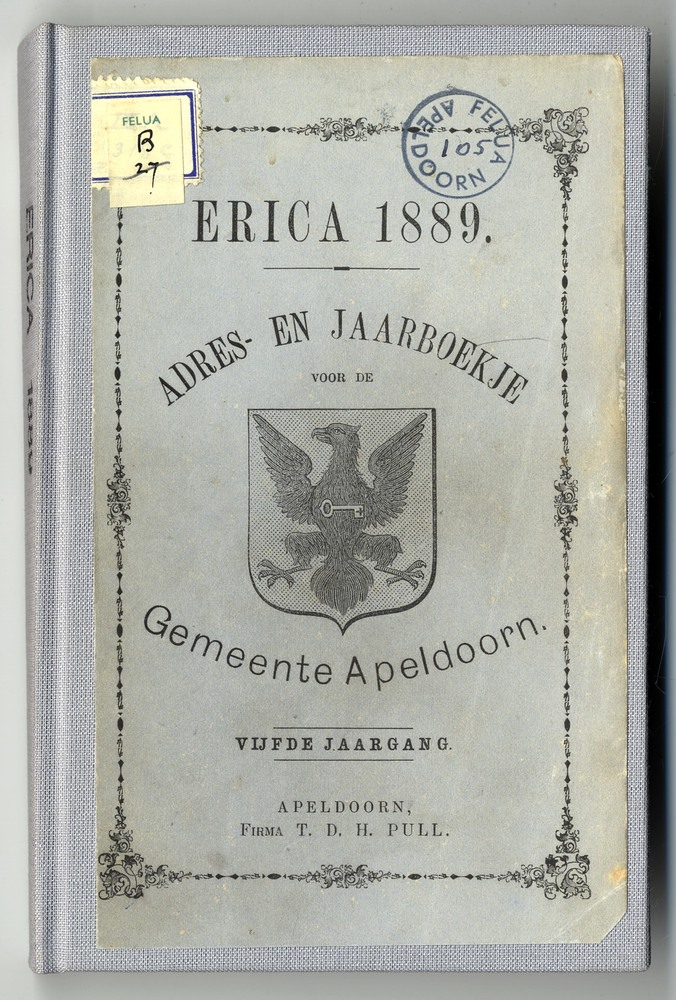 FELUA
B
27
FELUA APELDOORN
105
ERICA 1889.
ADRES- EN JAARBOEKJE
VOOR DE
Gemeente Apeldoorn.
VIJFDE JAARGANG.
APELDOORN,
FIRMA T. D. H. PULL.
ERICA